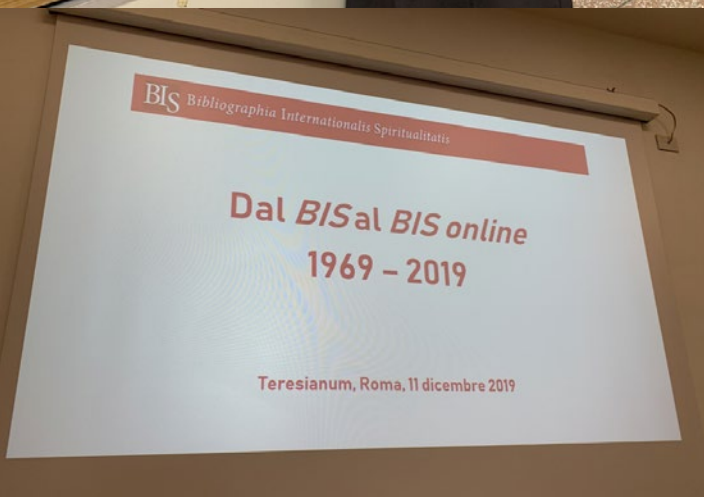 BIS Bibliographia Internationalis Spiritualitatis
Dal BIS al BIS online
1969 – 2019
Teresianum, Roma, 11 dicembre 2019